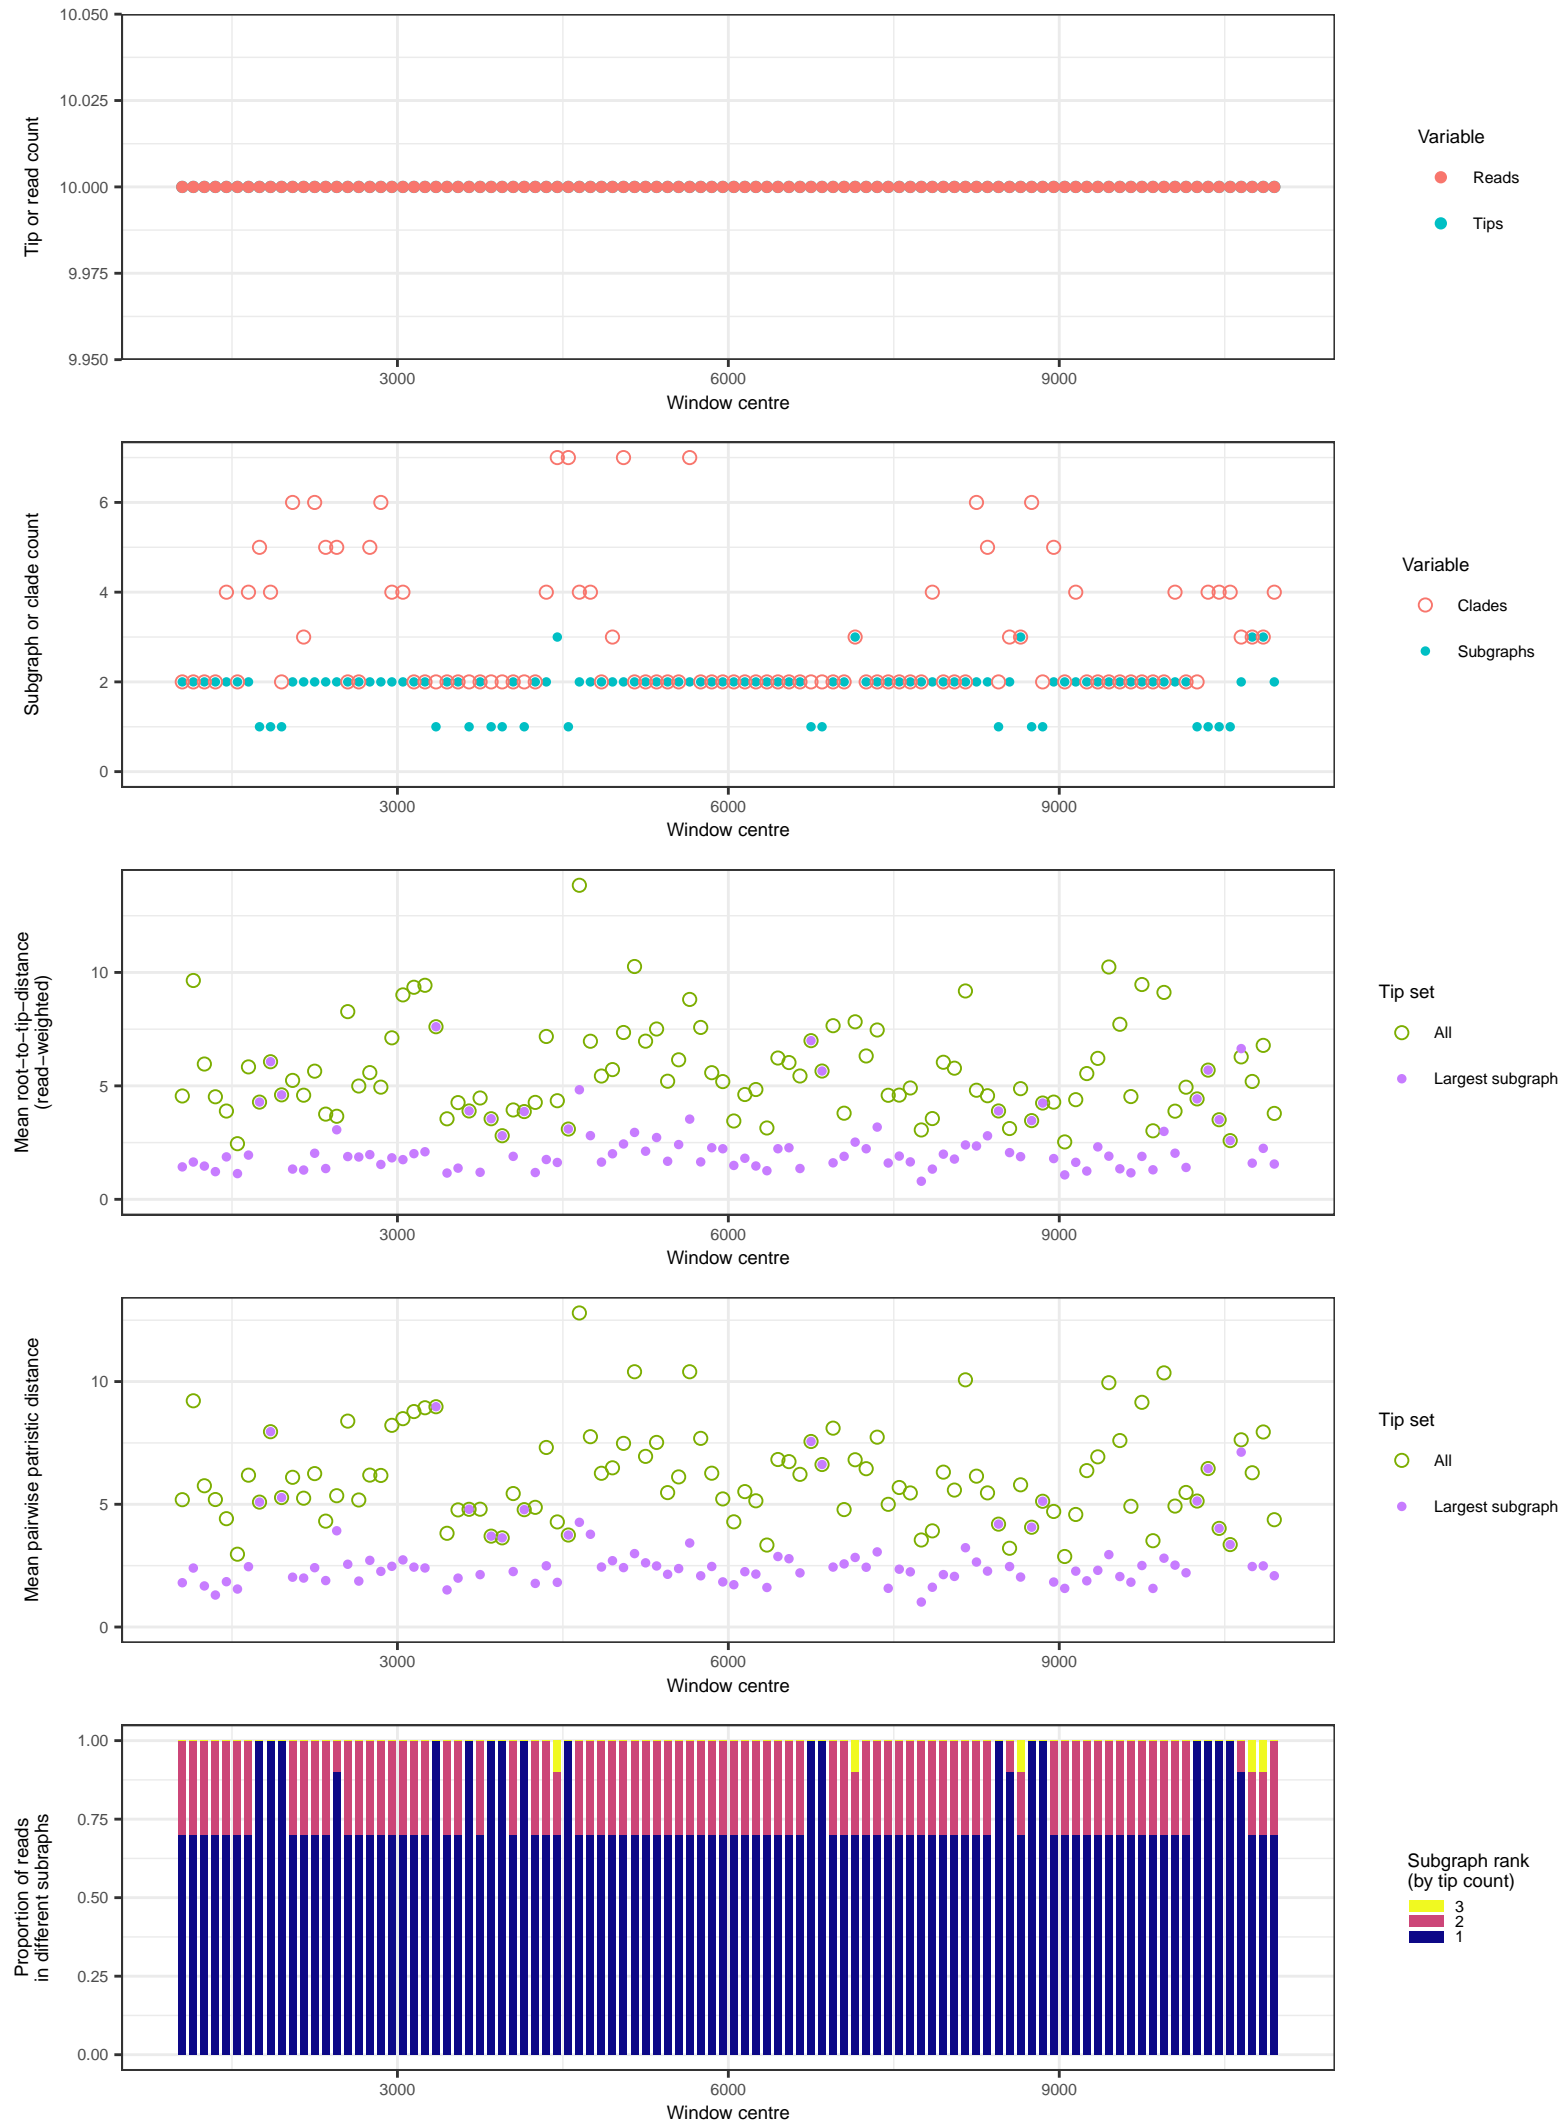 10.050
10.025
10.000
9.975
9.950
Tip or read count
3000 6000 9000
Window centre
Variable
Reads
Tips
6
4
2
0
Subgraph or clade count
3000 6000 9000
Window centre
Variable
Clades
Subgraphs
10
5
0
Mean root−to−tip−distance
(read−weighted)
3000 6000 9000
Window centre
Tip set
All
Largest subgraph
10
5
0
Mean pairwise patristic distance
3000 6000 9000
Window centre
Tip set
All
Largest subgraph
1.00
0.75
0.50
0.25
0.00
Proportion of reads
in different subraphs
3000 6000 9000
Window centre
Subgraph rank
(by tip count)
3
2
1